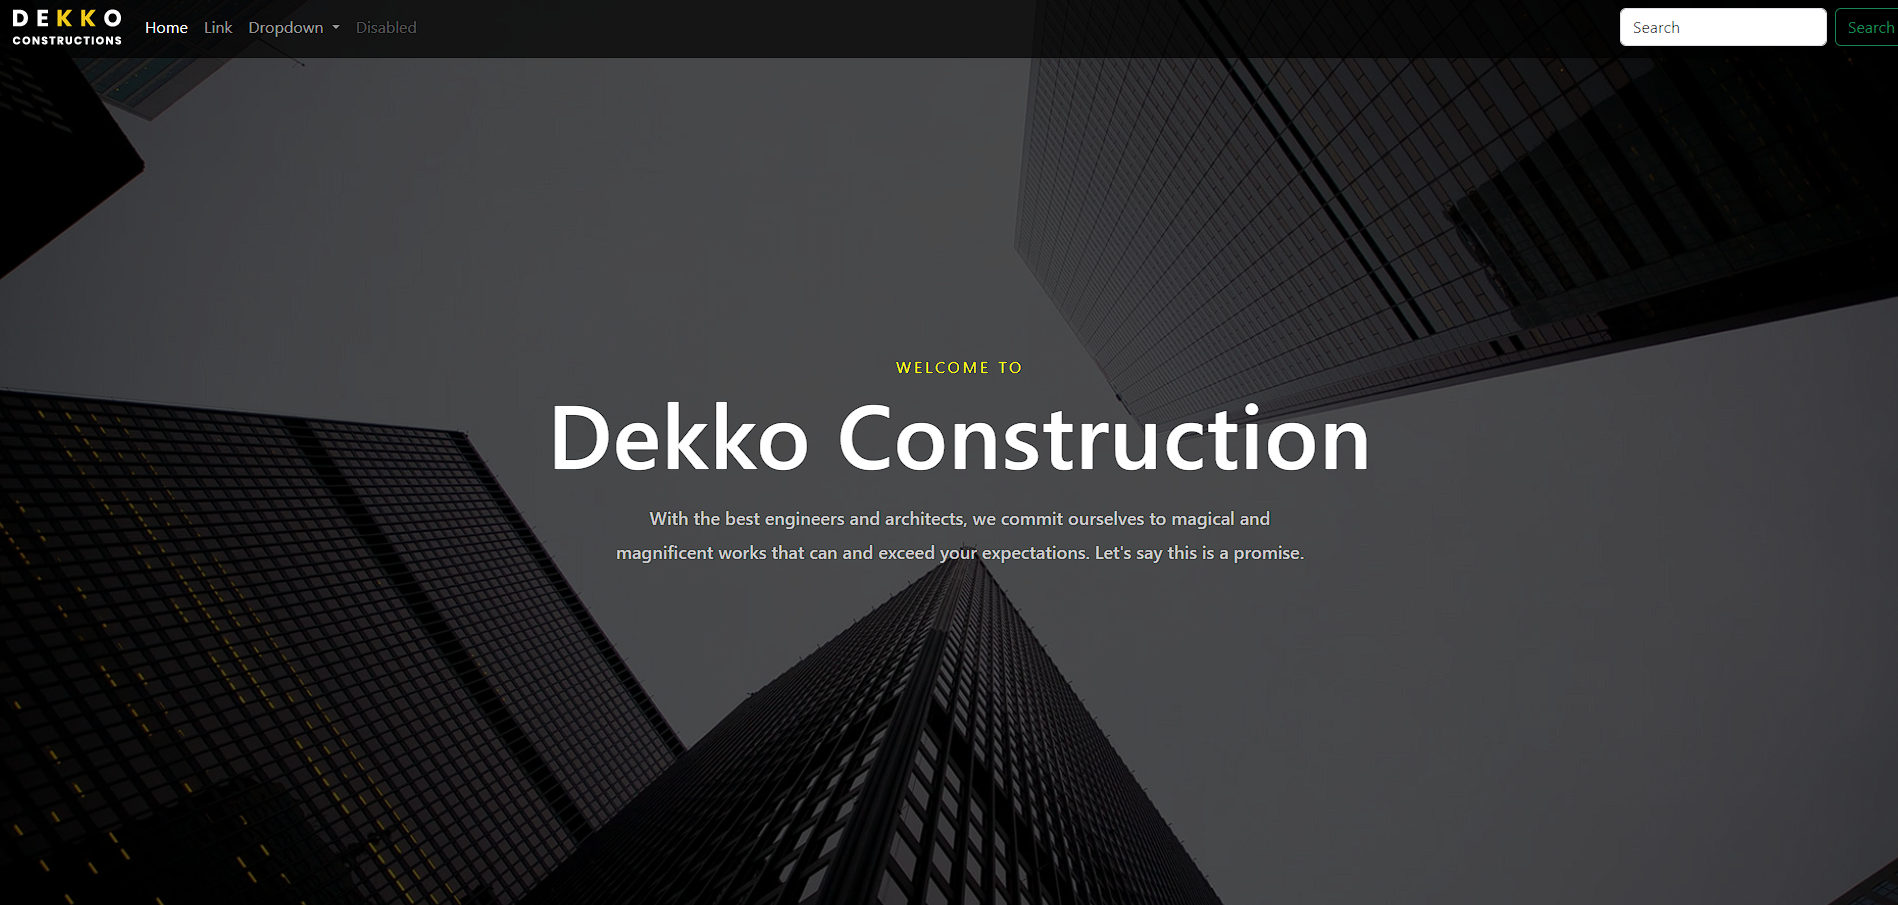 DEKKO
CONSTRUCTIONS
Home Link Dropdown Disabled Search Search
WELCOME TO
Dekko Construction
With the best engineers and architects, we commit ourselves to magical and
magnificent works that can and exceed your expectations. Let's say this is a promise.